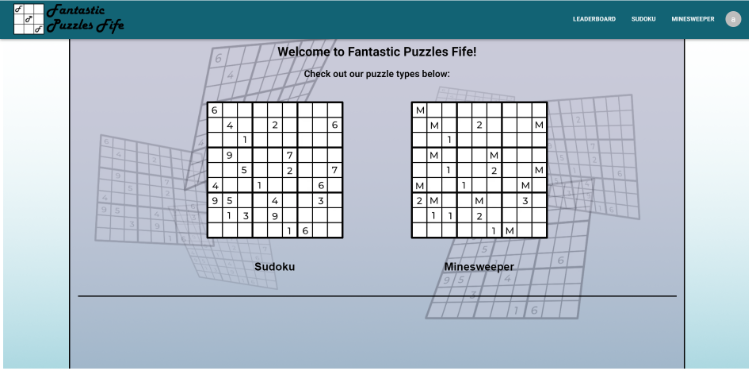 Fantastic
Puzzles Fife
LEADERBOARD SUDOKU MINESWEEPER
Welcome to Fantastic Puzzles Fife!
Check out our puzzle types below:
6
4 2 6
1
9 7
5 2 7
4 1 6
9 5 4 3
1 3 9
1 6
M
M 2 M
1
M M
1 2 M
M 1 M
2 M M 3
1 1 2
1 M
Sudoku
Minesweeper